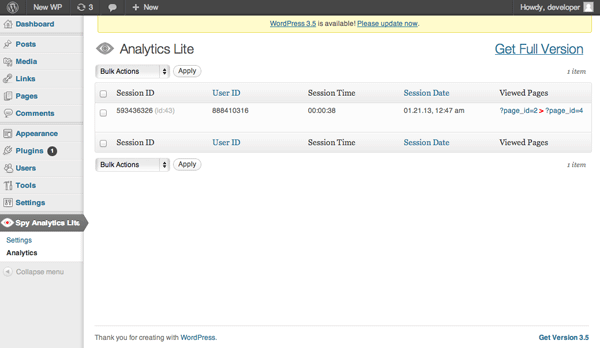 New WP 3 + New Howdy, developer
WordPress 3.5 is available! Please update now.
Dashboard
Posts
Media
Links
Pages
Comments
Appearance
Plugins 1
Users
Tools
Settings
Spy Analytics Lite
Settings
Analytics
Collapse menu
Analytics Lite
Get Full Version
Bulk Actions Apply 1 item
Session ID User ID Session Time Session Date Viewed Pages
593436326 (id:43) 888410316 00:00:38 01.21.13, 12:47 am ?page_id=2 > ?page_id=4
Session ID User ID Session Time Session Date Viewed Pages
Bulk Actions Apply 1 item
Thank you for creating with WordPress. Get Version 3.5